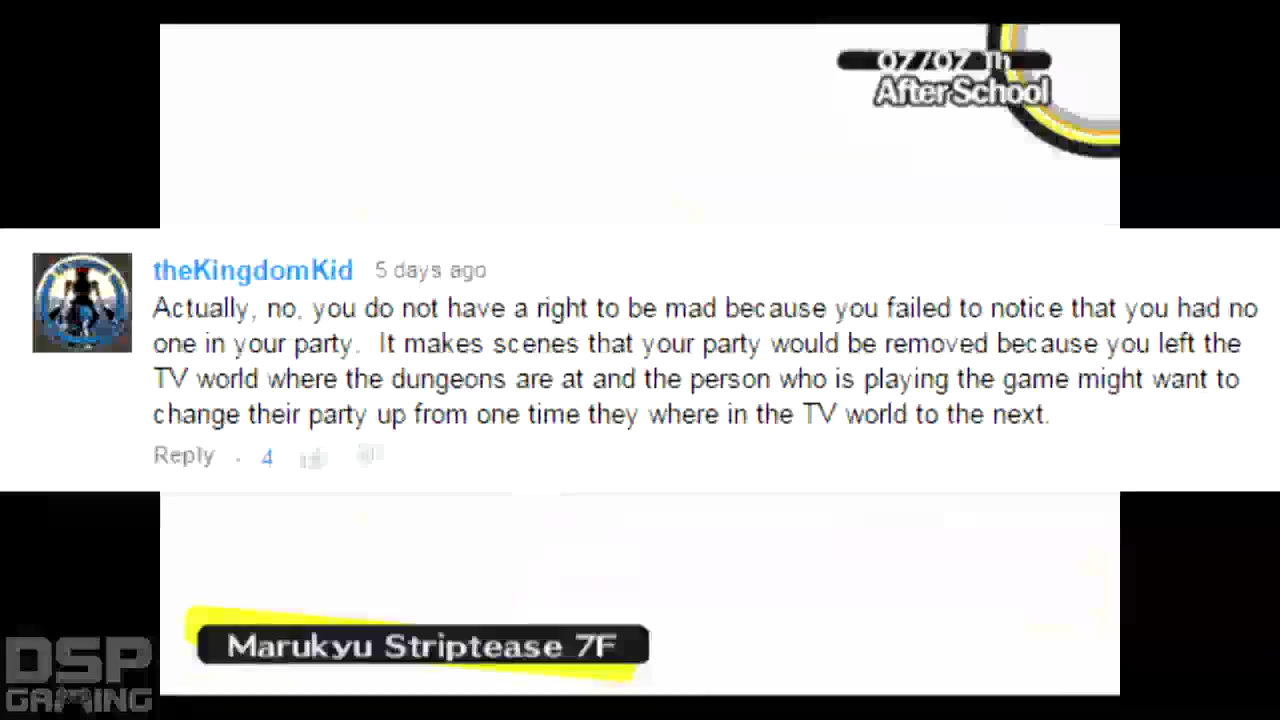 07/07 Th
After School
theKingdomKid 5 days ago
Actually, no, you do not have a right to be mad because you failed to notice that you had no
one in your party.  It makes scenes that your party would be removed because you left the
TV world where the dungeons are at and the person who is playing the game might want to
change their party up from one time they where in the TV world to the next.
Reply · 4
Marukyu Striptease 7F
DSP
GAMING